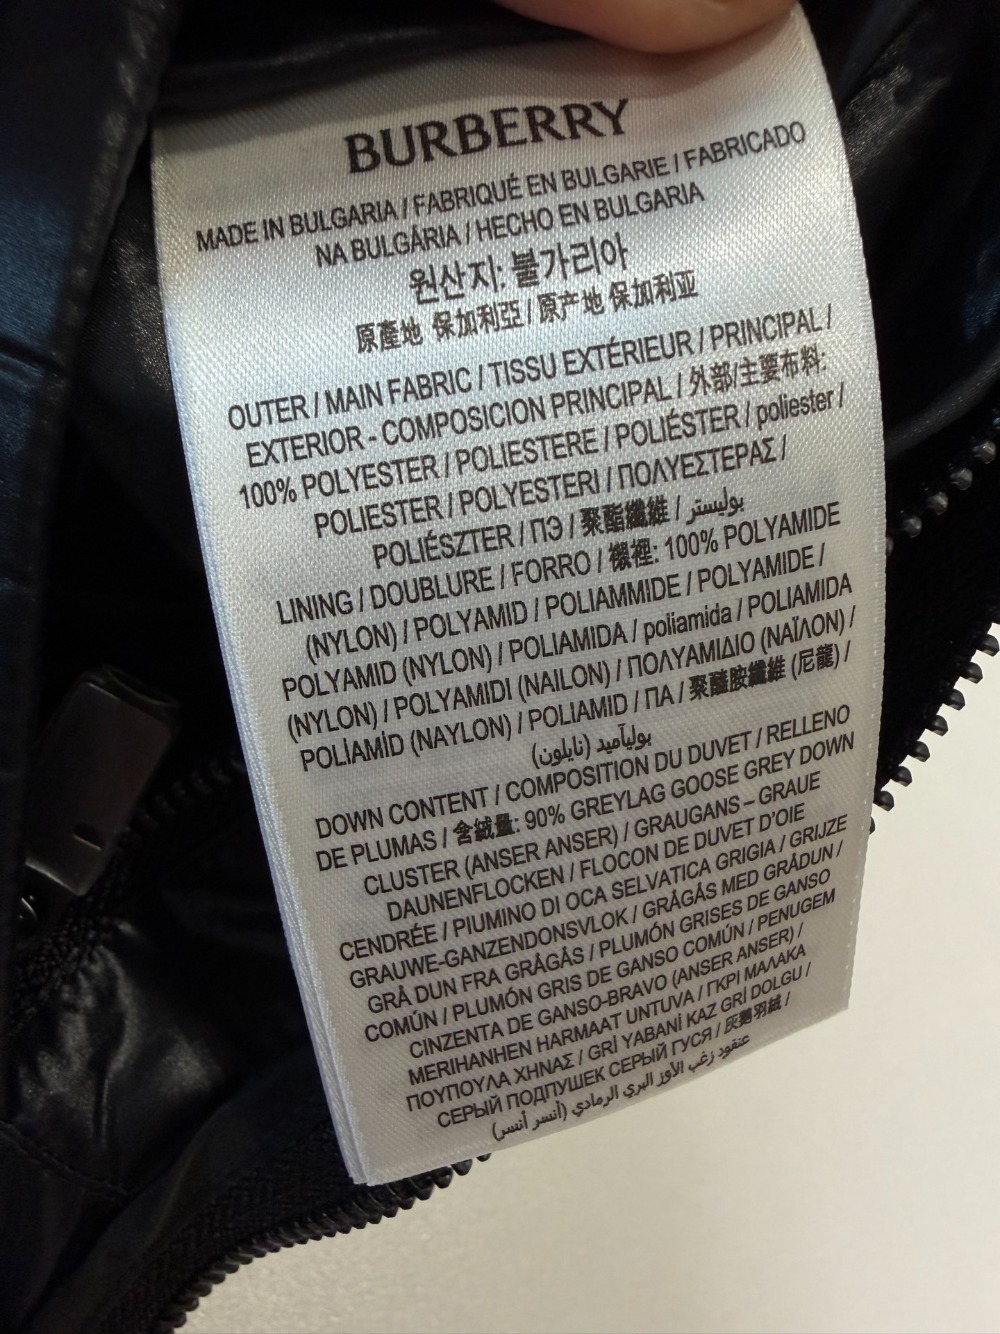 BURBERRY
MADE IN BULGARIA / FABRIQUÉ EN BULGARIE / FABRICADO
NA BULGÁRIA / HECHO EN BULGARIA
원산지: 불가리아
原產地 保加利亞 / 原产地 保加利亚
OUTER / MAIN FABRIC / TISSU EXTÉRIEUR / PRINCIPAL /
EXTERIOR - COMPOSICION PRINCIPAL / 外部/主要布料:
100% POLYESTER / POLIESTERE / POLIÉSTER / poliester /
POLIESTER / POLYESTERI / ΠΟΛΥΕΣΤΕΡΑΣ /
POLIÉSZTER / ПЭ / 聚酯纖維 / بوليستر
LINING / DOUBLURE / FORRO / 襯裡: 100% POLYAMIDE
(NYLON) / POLYAMID / POLIAMMIDE / POLYAMIDE /
POLYAMID (NYLON) / POLIAMIDA / poliamida / POLIAMIDA
(NYLON) / POLYAMIDI (NAILON) / ΠΟΛΥΑΜΙΔΙΟ (ΝΑΪΛΟΝ) /
POLİAMİD (NAYLON) / POLIAMID / ПА / 聚醯胺纖維 (尼龍) /
بوليآميد (نايلون)
DOWN CONTENT / COMPOSITION DU DUVET / RELLENO
DE PLUMAS / 含絨量: 90% GREYLAG GOOSE GREY DOWN
CLUSTER (ANSER ANSER) / GRAUGANS – GRAUE
DAUNENFLOCKEN / FLOCON DE DUVET D'OIE
CENDRÉE / PIUMINO DI OCA SELVATICA GRIGIA / GRIJZE
GRAUWE-GANZENDONSVLOK / GRÅGÅS MED GRÅDUN /
GRÅ DUN FRA GRÅGÅS / PLUMÓN GRISES DE GANSO
COMÚN / PLUMÓN GRIS DE GANSO COMÚN / PENUGEM
CINZENTA DE GANSO-BRAVO (ANSER ANSER) /
MERIHANHEN HARMAAT UNTUVA / ΓΚΡΙ ΜΑΛΑΚΑ
ΠΟΥΠΟΥΛΑ ΧΗΝΑΣ / GRİ YABANİ KAZ GRİ DOLGU /
СЕРЫЙ ПОДПУШЕК СЕРЫЙ ГУСЯ / 灰鵝羽絨 /
عنقود زغب الأوز البري الرمادي (أنسر أنسر)